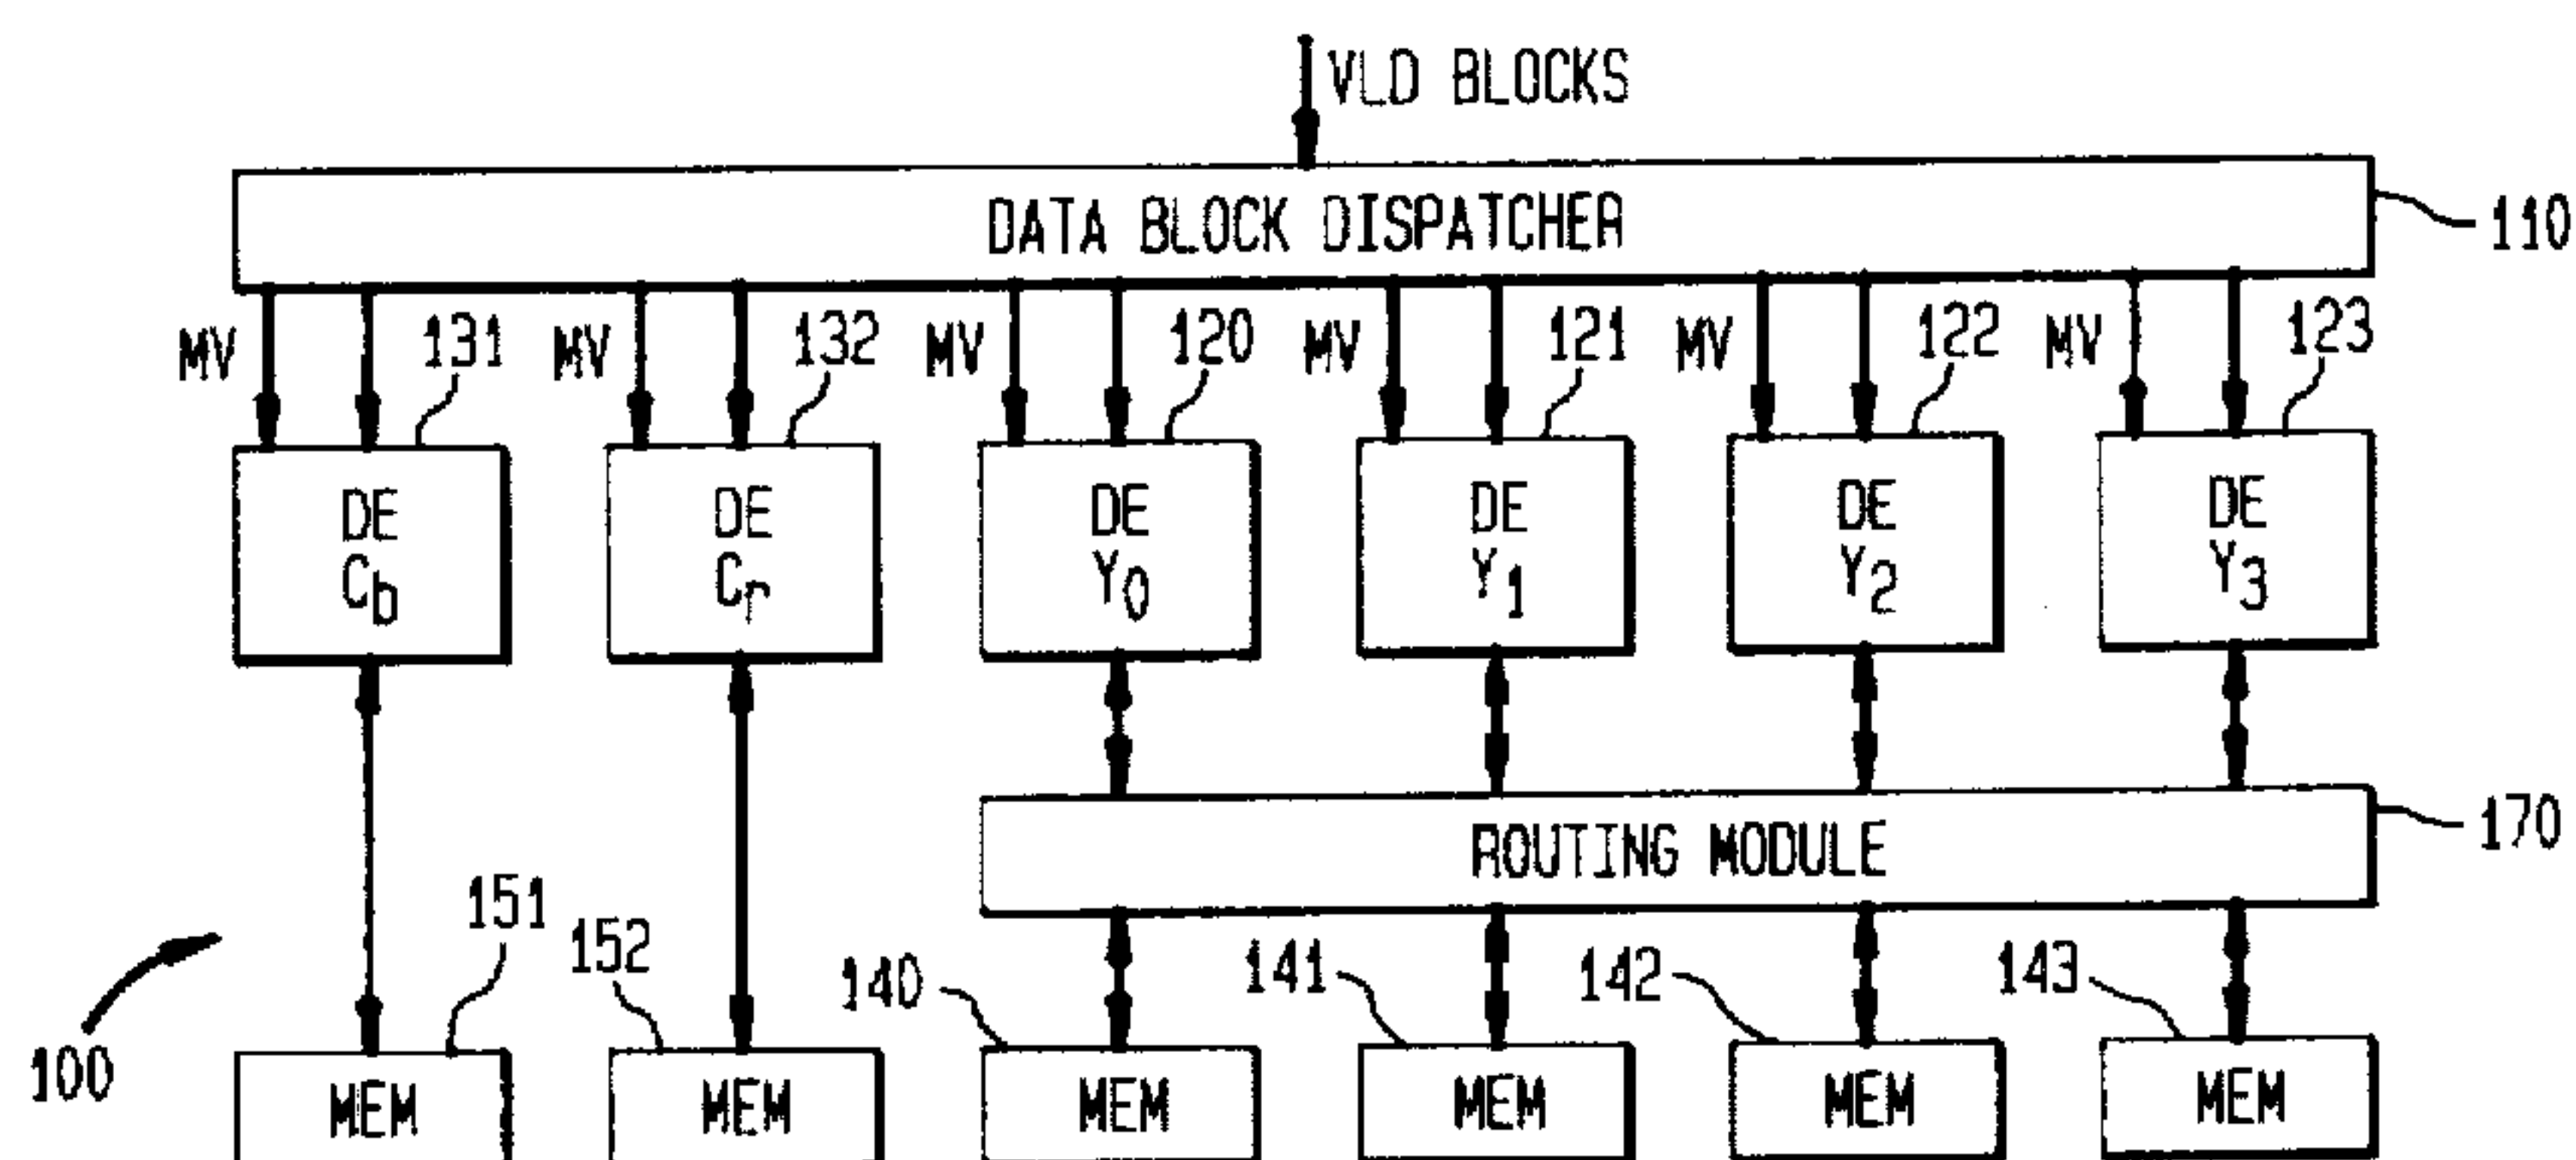 VLD BLOCKS
DATA BLOCK DISPATCHER
110
MV 131 MV 132 MV 120 MV 121 MV 122 MV 123
DE Cb
DE Cr
DE Y0
DE Y1
DE Y2
DE Y3
ROUTING MODULE
170
100
151 152 140 141 142 143
MEM MEM MEM MEM MEM MEM